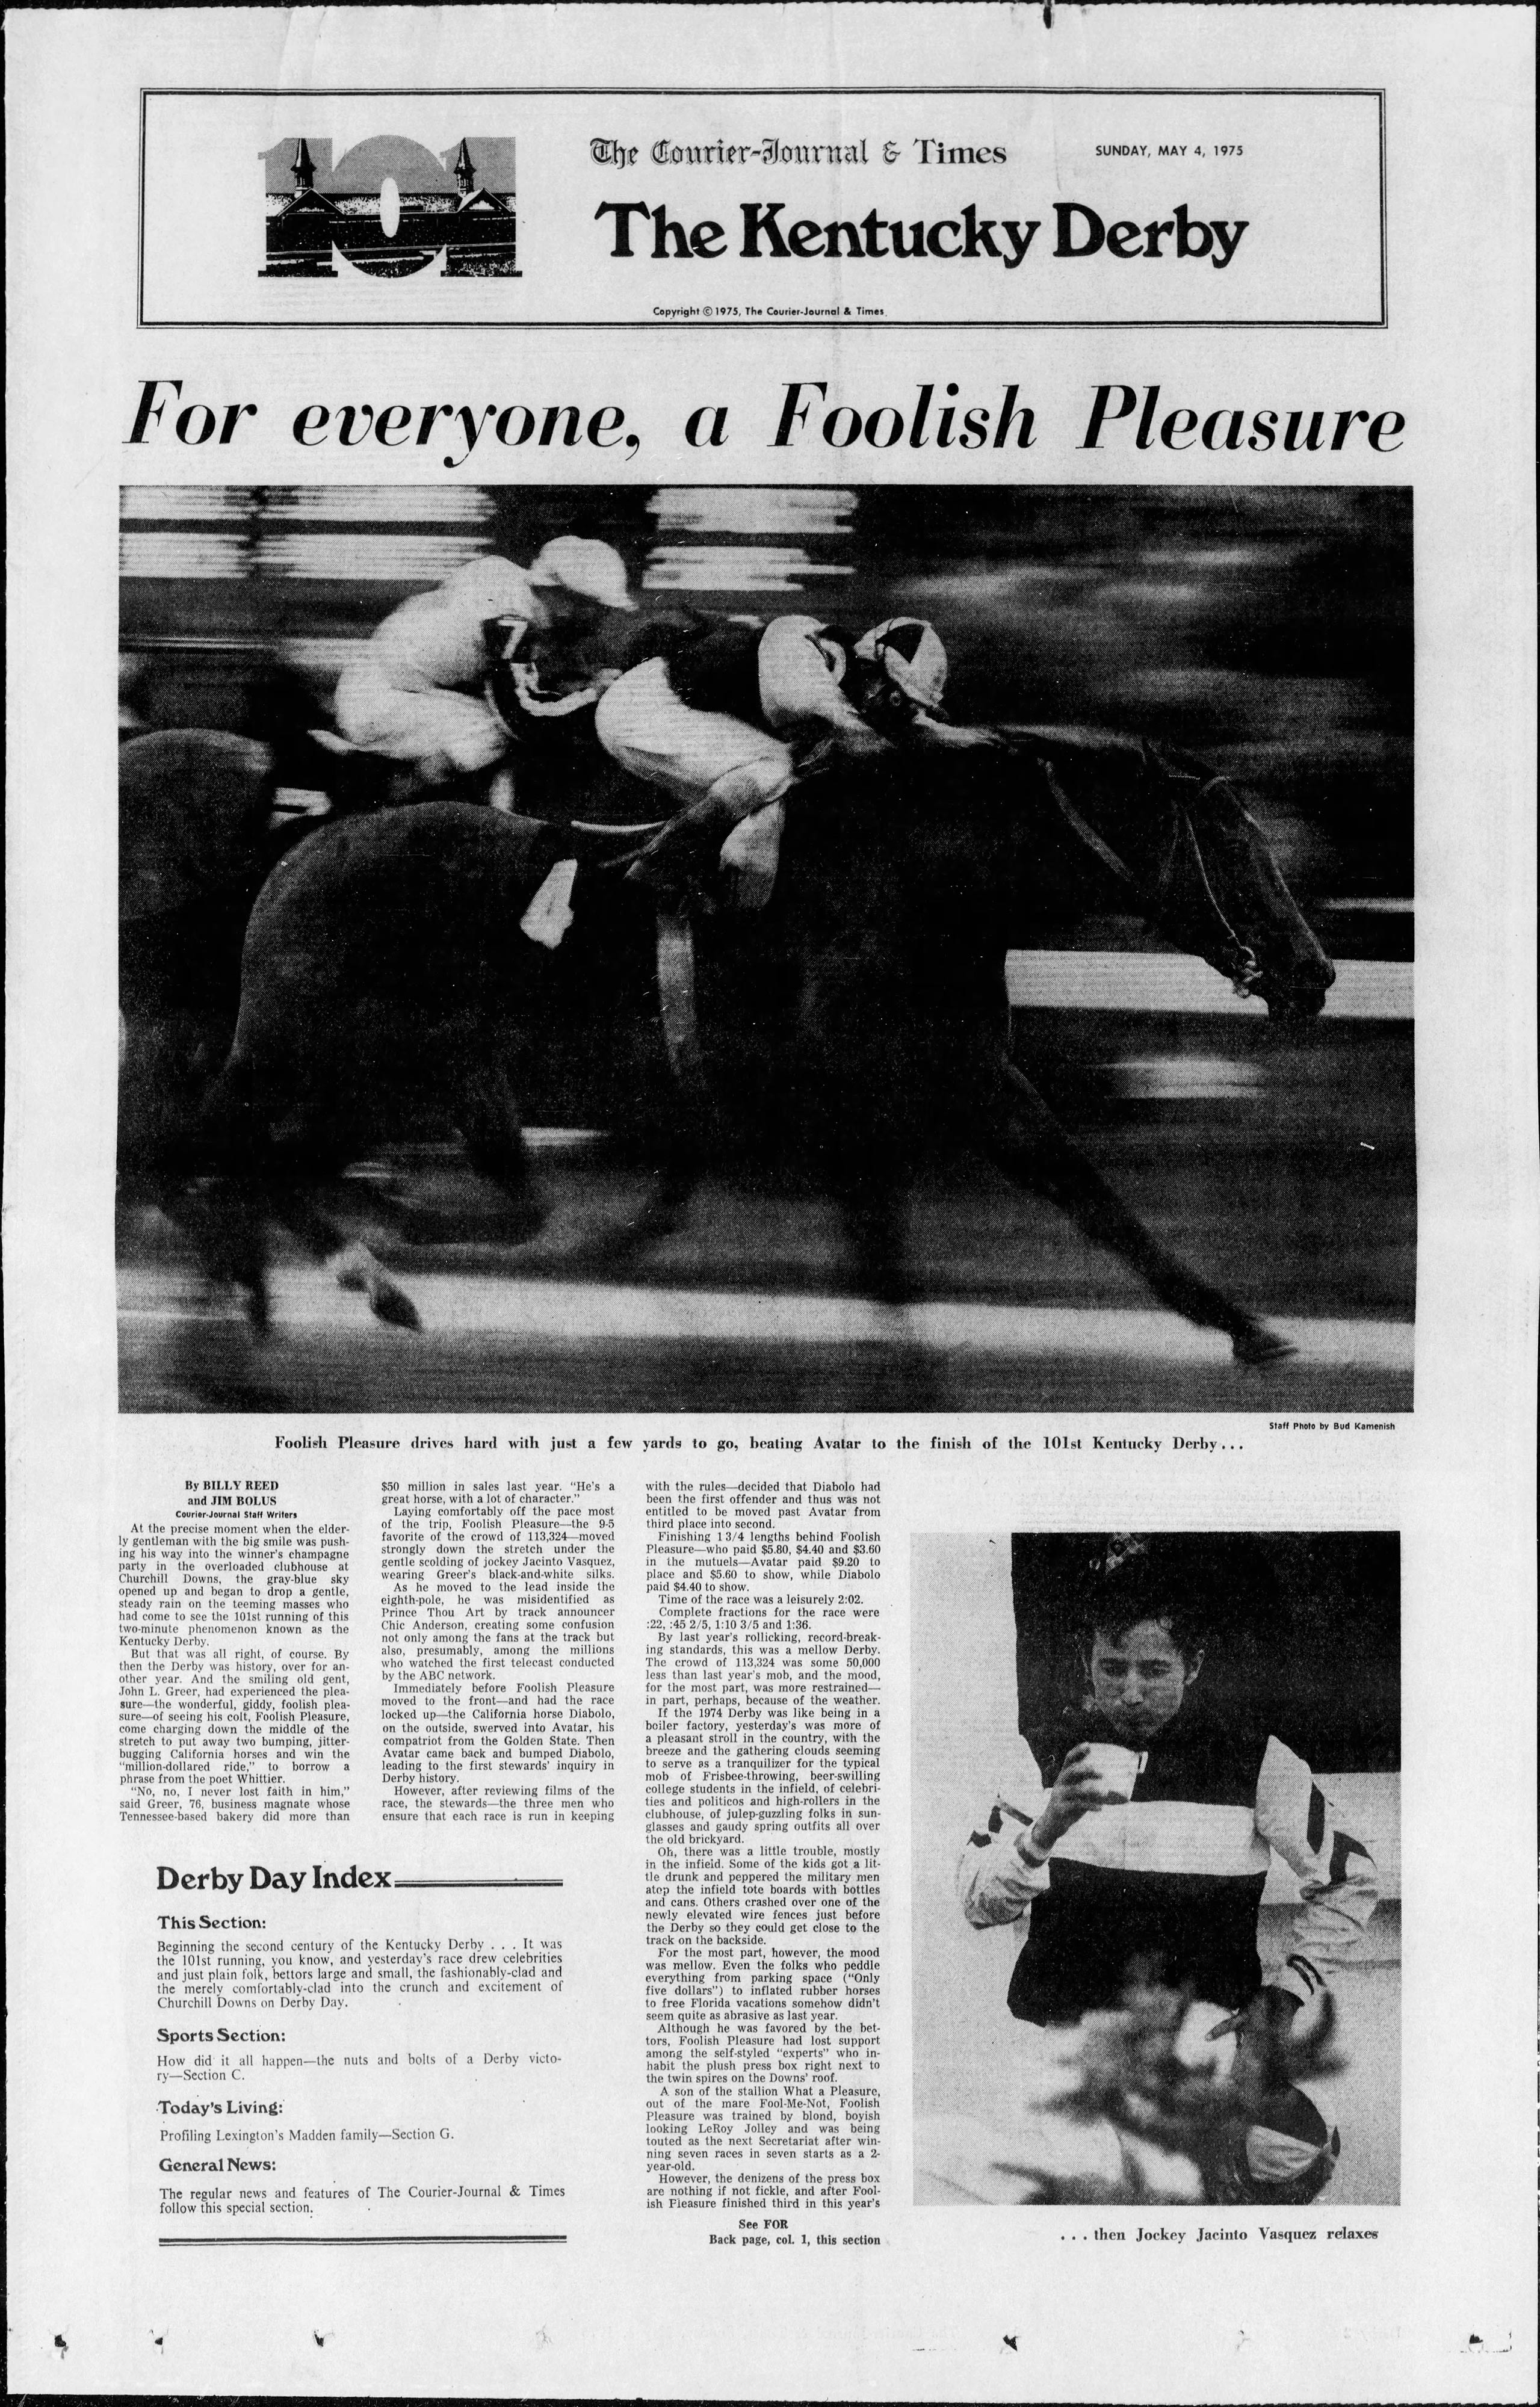 101
The Courier-Journal & Times
SUNDAY, MAY 4, 1975
The Kentucky Derby
Copyright © 1975, The Courier-Journal & Times
For everyone, a Foolish Pleasure
7
Staff Photo by Bud Kamenish
Foolish Pleasure drives hard with just a few yards to go, beating Avatar to the finish of the 101st Kentucky Derby...
By BILLY REED
and JIM BOLUS
Courier-Journal Staff Writers
At the precise moment when the elder-
ly gentleman with the big smile was push-
ing his way into the winner's champagne
party in the overloaded clubhouse at
Churchill Downs, the gray-blue sky
opened up and began to drop a gentle,
steady rain on the teeming masses who
had come to see the 101st running of this
two-minute phenomenon known as the
Kentucky Derby.
But that was all right, of course. By
then the Derby was history, over for an-
other year. And the smiling old gent,
John L. Greer, had experienced the plea-
sure—the wonderful, giddy, foolish plea-
sure—of seeing his colt, Foolish Pleasure,
come charging down the middle of the
stretch to put away two bumping, jitter-
bugging California horses and win the
"million-dollared ride," to borrow a
phrase from the poet Whittier.
"No, no, I never lost faith in him,"
said Greer, 76, business magnate whose
Tennessee-based bakery did more than
$50 million in sales last year. "He's a
great horse, with a lot of character."
Laying comfortably off the pace most
of the trip, Foolish Pleasure—the 9-5
favorite of the crowd of 113,324—moved
strongly down the stretch under the
gentle scolding of jockey Jacinto Vasquez,
wearing Greer's black-and-white silks.
As he moved to the lead inside the
eighth-pole, he was misidentified as
Prince Thou Art by track announcer
Chic Anderson, creating some confusion
not only among the fans at the track but
also, presumably, among the millions
who watched the first telecast conducted
by the ABC network.
Immediately before Foolish Pleasure
moved to the front—and had the race
locked up—the California horse Diabolo,
on the outside, swerved into Avatar, his
compatriot from the Golden State. Then
Avatar came back and bumped Diabolo,
leading to the first stewards' inquiry in
Derby history.
However, after reviewing films of the
race, the stewards—the three men who
ensure that each race is run in keeping
with the rules—decided that Diabolo had
been the first offender and thus was not
entitled to be moved past Avatar from
third place into second.
Finishing 1 3/4 lengths behind Foolish
Pleasure—who paid $5.80, $4.40 and $3.60
in the mutuels—Avatar paid $9.20 to
place and $5.60 to show, while Diabolo
paid $4.40 to show.
Time of the race was a leisurely 2:02.
Complete fractions for the race were
:22, :45 2/5, 1:10 3/5 and 1:36.
By last year's rollicking, record-break-
ing standards, this was a mellow Derby.
The crowd of 113,324 was some 50,000
less than last year's mob, and the mood,
for the most part, was more restrained—
in part, perhaps, because of the weather.
If the 1974 Derby was like being in a
boiler factory, yesterday's was more of
a pleasant stroll in the country, with the
breeze and the gathering clouds seeming
to serve as a tranquilizer for the typical
mob of Frisbee-throwing, beer-swilling
college students in the infield, of celebri-
ties and politicos and high-rollers in the
clubhouse, of julep-guzzling folks in sun-
glasses and gaudy spring outfits all over
the old brickyard.
Oh, there was a little trouble, mostly
in the infield. Some of the kids got a lit-
tle drunk and peppered the military men
atop the infield tote boards with bottles
and cans. Others crashed over one of the
newly elevated wire fences just before
the Derby so they could get close to the
track on the backside.
For the most part, however, the mood
was mellow. Even the folks who peddle
everything from parking space ("Only
five dollars") to inflated rubber horses
to free Florida vacations somehow didn't
seem quite as abrasive as last year.
Although he was favored by the bet-
tors, Foolish Pleasure had lost support
among the self-styled "experts" who in-
habit the plush press box right next to
the twin spires on the Downs' roof.
A son of the stallion What a Pleasure,
out of the mare Fool-Me-Not, Foolish
Pleasure was trained by blond, boyish
looking LeRoy Jolley and was being
touted as the next Secretariat after win-
ning seven races in seven starts as a 2-
year-old.
However, the denizens of the press box
are nothing if not fickle, and after Fool-
ish Pleasure finished third in this year's
See FOR
Back page, col. 1, this section
Derby Day Index
This Section:
Beginning the second century of the Kentucky Derby . . . It was
the 101st running, you know, and yesterday's race drew celebrities
and just plain folk, bettors large and small, the fashionably-clad and
the merely comfortably-clad into the crunch and excitement of
Churchill Downs on Derby Day.
Sports Section:
How did it all happen—the nuts and bolts of a Derby victo-
ry—Section C.
Today's Living:
Profiling Lexington's Madden family—Section G.
General News:
The regular news and features of The Courier-Journal & Times
follow this special section.
. . . then Jockey Jacinto Vasquez relaxes